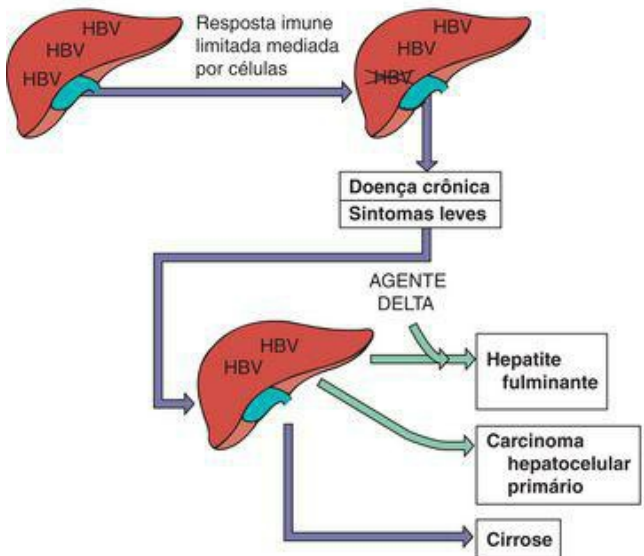 HBV
HBV
HBV
Resposta imune
limitada mediada
por células
HBV
HBV
HBV
Doença crônica
Sintomas leves
AGENTE
DELTA
HBV
HBV
Hepatite
fulminante
Carcinoma
hepatocelular
primário
Cirrose